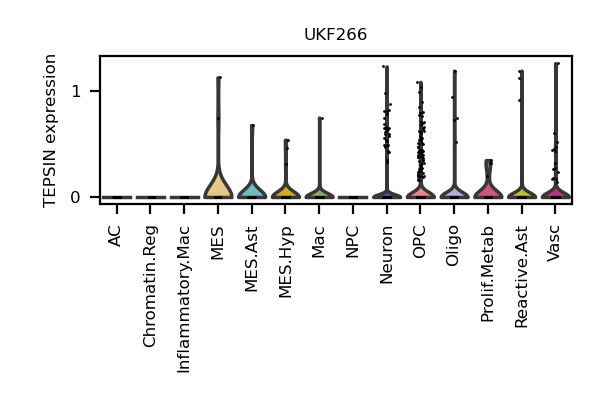 UKF266
TEPSIN expression
1
0
AC
Chromatin.Reg
Inflammatory.Mac
MES
MES.Ast
MES.Hyp
Mac
NPC
Neuron
OPC
Oligo
Prolif.Metab
Reactive.Ast
Vasc